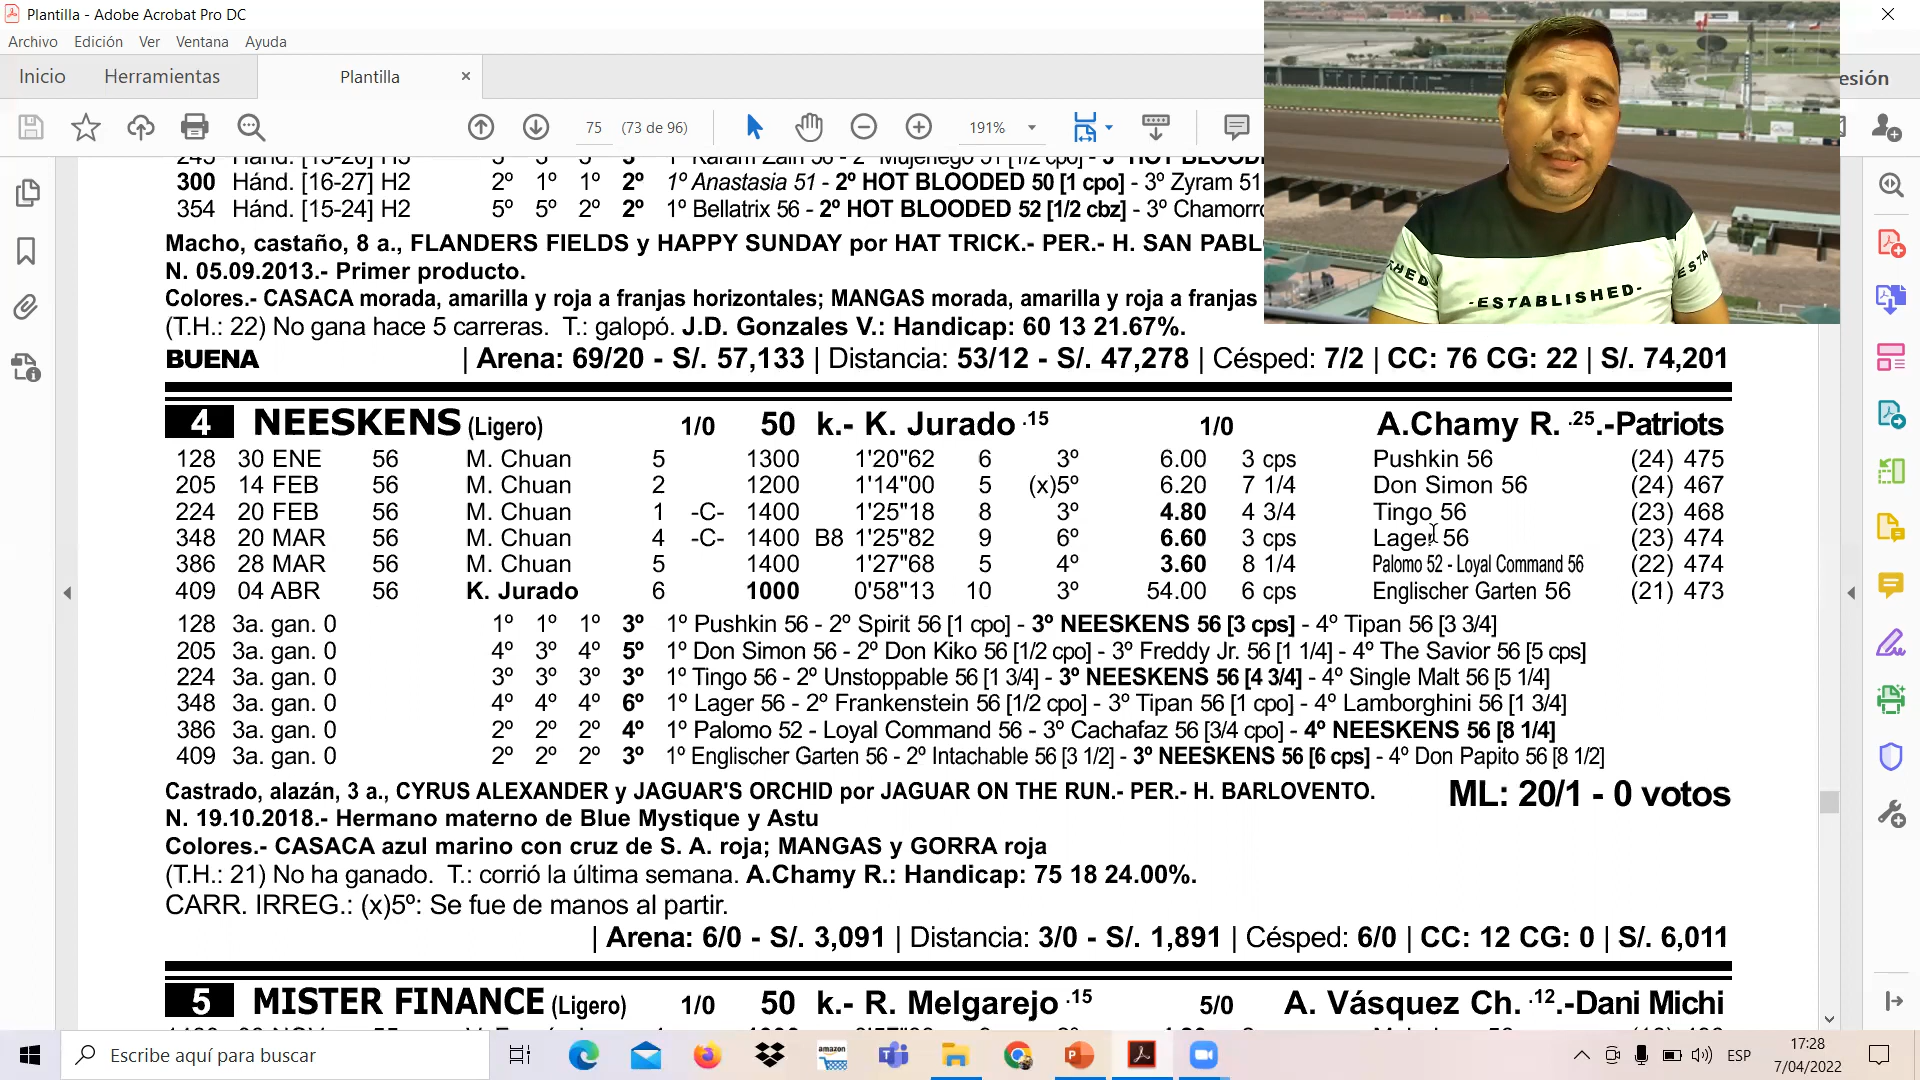 Plantilla - Adobe Acrobat Pro DC
Archivo Edición Ver Ventana Ayuda
Inicio Herramientas Plantilla × esión
75 (73 de 96) 191%
300 Hánd. [16-27] H2 2º 1º 1º 2º 1º Anastasia 51 - 2º HOT BLOODED 50 [1 cpo] - 3º Zyram 51
354 Hánd. [15-24] H2 5º 5º 2º 2º 1º Bellatrix 56 - 2º HOT BLOODED 52 [1/2 cbz] - 3º Chamorro
Macho, castaño, 8 a., FLANDERS FIELDS y HAPPY SUNDAY por HAT TRICK.- PER.- H. SAN PABL
N. 05.09.2013.- Primer producto.
Colores.- CASACA morada, amarilla y roja a franjas horizontales; MANGAS morada, amarilla y roja a franjas
(T.H.: 22) No gana hace 5 carreras. T.: galopó. J.D. Gonzales V.: Handicap: 60 13 21.67%.
BUENA | Arena: 69/20 - S/. 57,133 | Distancia: 53/12 - S/. 47,278 | Césped: 7/2 | CC: 76 CG: 22 | S/. 74,201
4 NEESKENS (Ligero) 1/0 50 k.- K. Jurado .15 1/0 A.Chamy R. .25.-Patriots
128 30 ENE 56 M. Chuan 5 1300 1'20"62 6 3º 6.00 3 cps Pushkin 56 (24) 475
205 14 FEB 56 M. Chuan 2 1200 1'14"00 5 (x)5º 6.20 7 1/4 Don Simon 56 (24) 467
224 20 FEB 56 M. Chuan 1 -C- 1400 1'25"18 8 3º 4.80 4 3/4 Tingo 56 (23) 468
348 20 MAR 56 M. Chuan 4 -C- 1400 B8 1'25"82 9 6º 6.60 3 cps Lager 56 (23) 474
386 28 MAR 56 M. Chuan 5 1400 1'27"68 5 4º 3.60 8 1/4 Palomo 52 - Loyal Command 56 (22) 474
409 04 ABR 56 K. Jurado 6 1000 0'58"13 10 3º 54.00 6 cps Englischer Garten 56 (21) 473
128 3a. gan. 0 1º 1º 1º 3º 1º Pushkin 56 - 2º Spirit 56 [1 cpo] - 3º NEESKENS 56 [3 cps] - 4º Tipan 56 [3 3/4]
205 3a. gan. 0 4º 3º 4º 5º 1º Don Simon 56 - 2º Don Kiko 56 [1/2 cpo] - 3º Freddy Jr. 56 [1 1/4] - 4º The Savior 56 [5 cps]
224 3a. gan. 0 3º 3º 3º 3º 1º Tingo 56 - 2º Unstoppable 56 [1 3/4] - 3º NEESKENS 56 [4 3/4] - 4º Single Malt 56 [5 1/4]
348 3a. gan. 0 4º 4º 4º 6º 1º Lager 56 - 2º Frankenstein 56 [1/2 cpo] - 3º Tipan 56 [1 cpo] - 4º Lamborghini 56 [1 3/4]
386 3a. gan. 0 2º 2º 2º 4º 1º Palomo 52 - Loyal Command 56 - 3º Cachafaz 56 [3/4 cpo] - 4º NEESKENS 56 [8 1/4]
409 3a. gan. 0 2º 2º 2º 3º 1º Englischer Garten 56 - 2º Intachable 56 [3 1/2] - 3º NEESKENS 56 [6 cps] - 4º Don Papito 56 [8 1/2]
Castrado, alazán, 3 a., CYRUS ALEXANDER y JAGUAR'S ORCHID por JAGUAR ON THE RUN.- PER.- H. BARLOVENTO. ML: 20/1 - 0 votos
N. 19.10.2018.- Hermano materno de Blue Mystique y Astu
Colores.- CASACA azul marino con cruz de S. A. roja; MANGAS y GORRA roja
(T.H.: 21) No ha ganado. T.: corrió la última semana. A.Chamy R.: Handicap: 75 18 24.00%.
CARR. IRREG.: (x)5º: Se fue de manos al partir.
| Arena: 6/0 - S/. 3,091 | Distancia: 3/0 - S/. 1,891 | Césped: 6/0 | CC: 12 CG: 0 | S/. 6,011
5 MISTER FINANCE (Ligero) 1/0 50 k.- R. Melgarejo .15 5/0 A. Vásquez Ch. .12.-Dani Michi
-ESTABLISHED-
Escribe aquí para buscar
amazon
ESP
17:28
7/04/2022